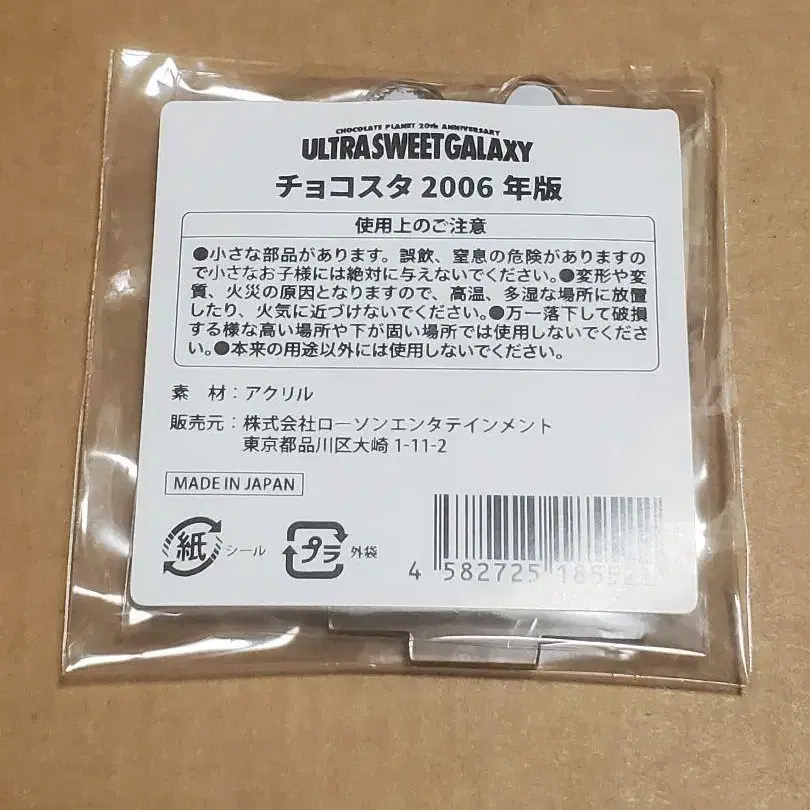 CHOCOLATE PLANET 20th ANNIVERSARY
ULTRA SWEET GALAXY
チョコスタ 2006 年版
使用上のご注意
●小さな部品があります。誤飲、窒息の危険がありますの
で小さなお子様には絶対に与えないでください。●変形や変
質、火災の原因となりますので、高温、多湿な場所に放置
したり、火気に近づけないでください。●万一落下して破損
する様な高い場所や下が固い場所では使用しないでくださ
い。●本来の用途以外には使用しないでください。
素 材：アクリル
販売元：株式会社ローソンエンタテインメント
東京都品川区大崎 1-11-2
MADE IN JAPAN
紙 シール プラ 外袋
4 582725